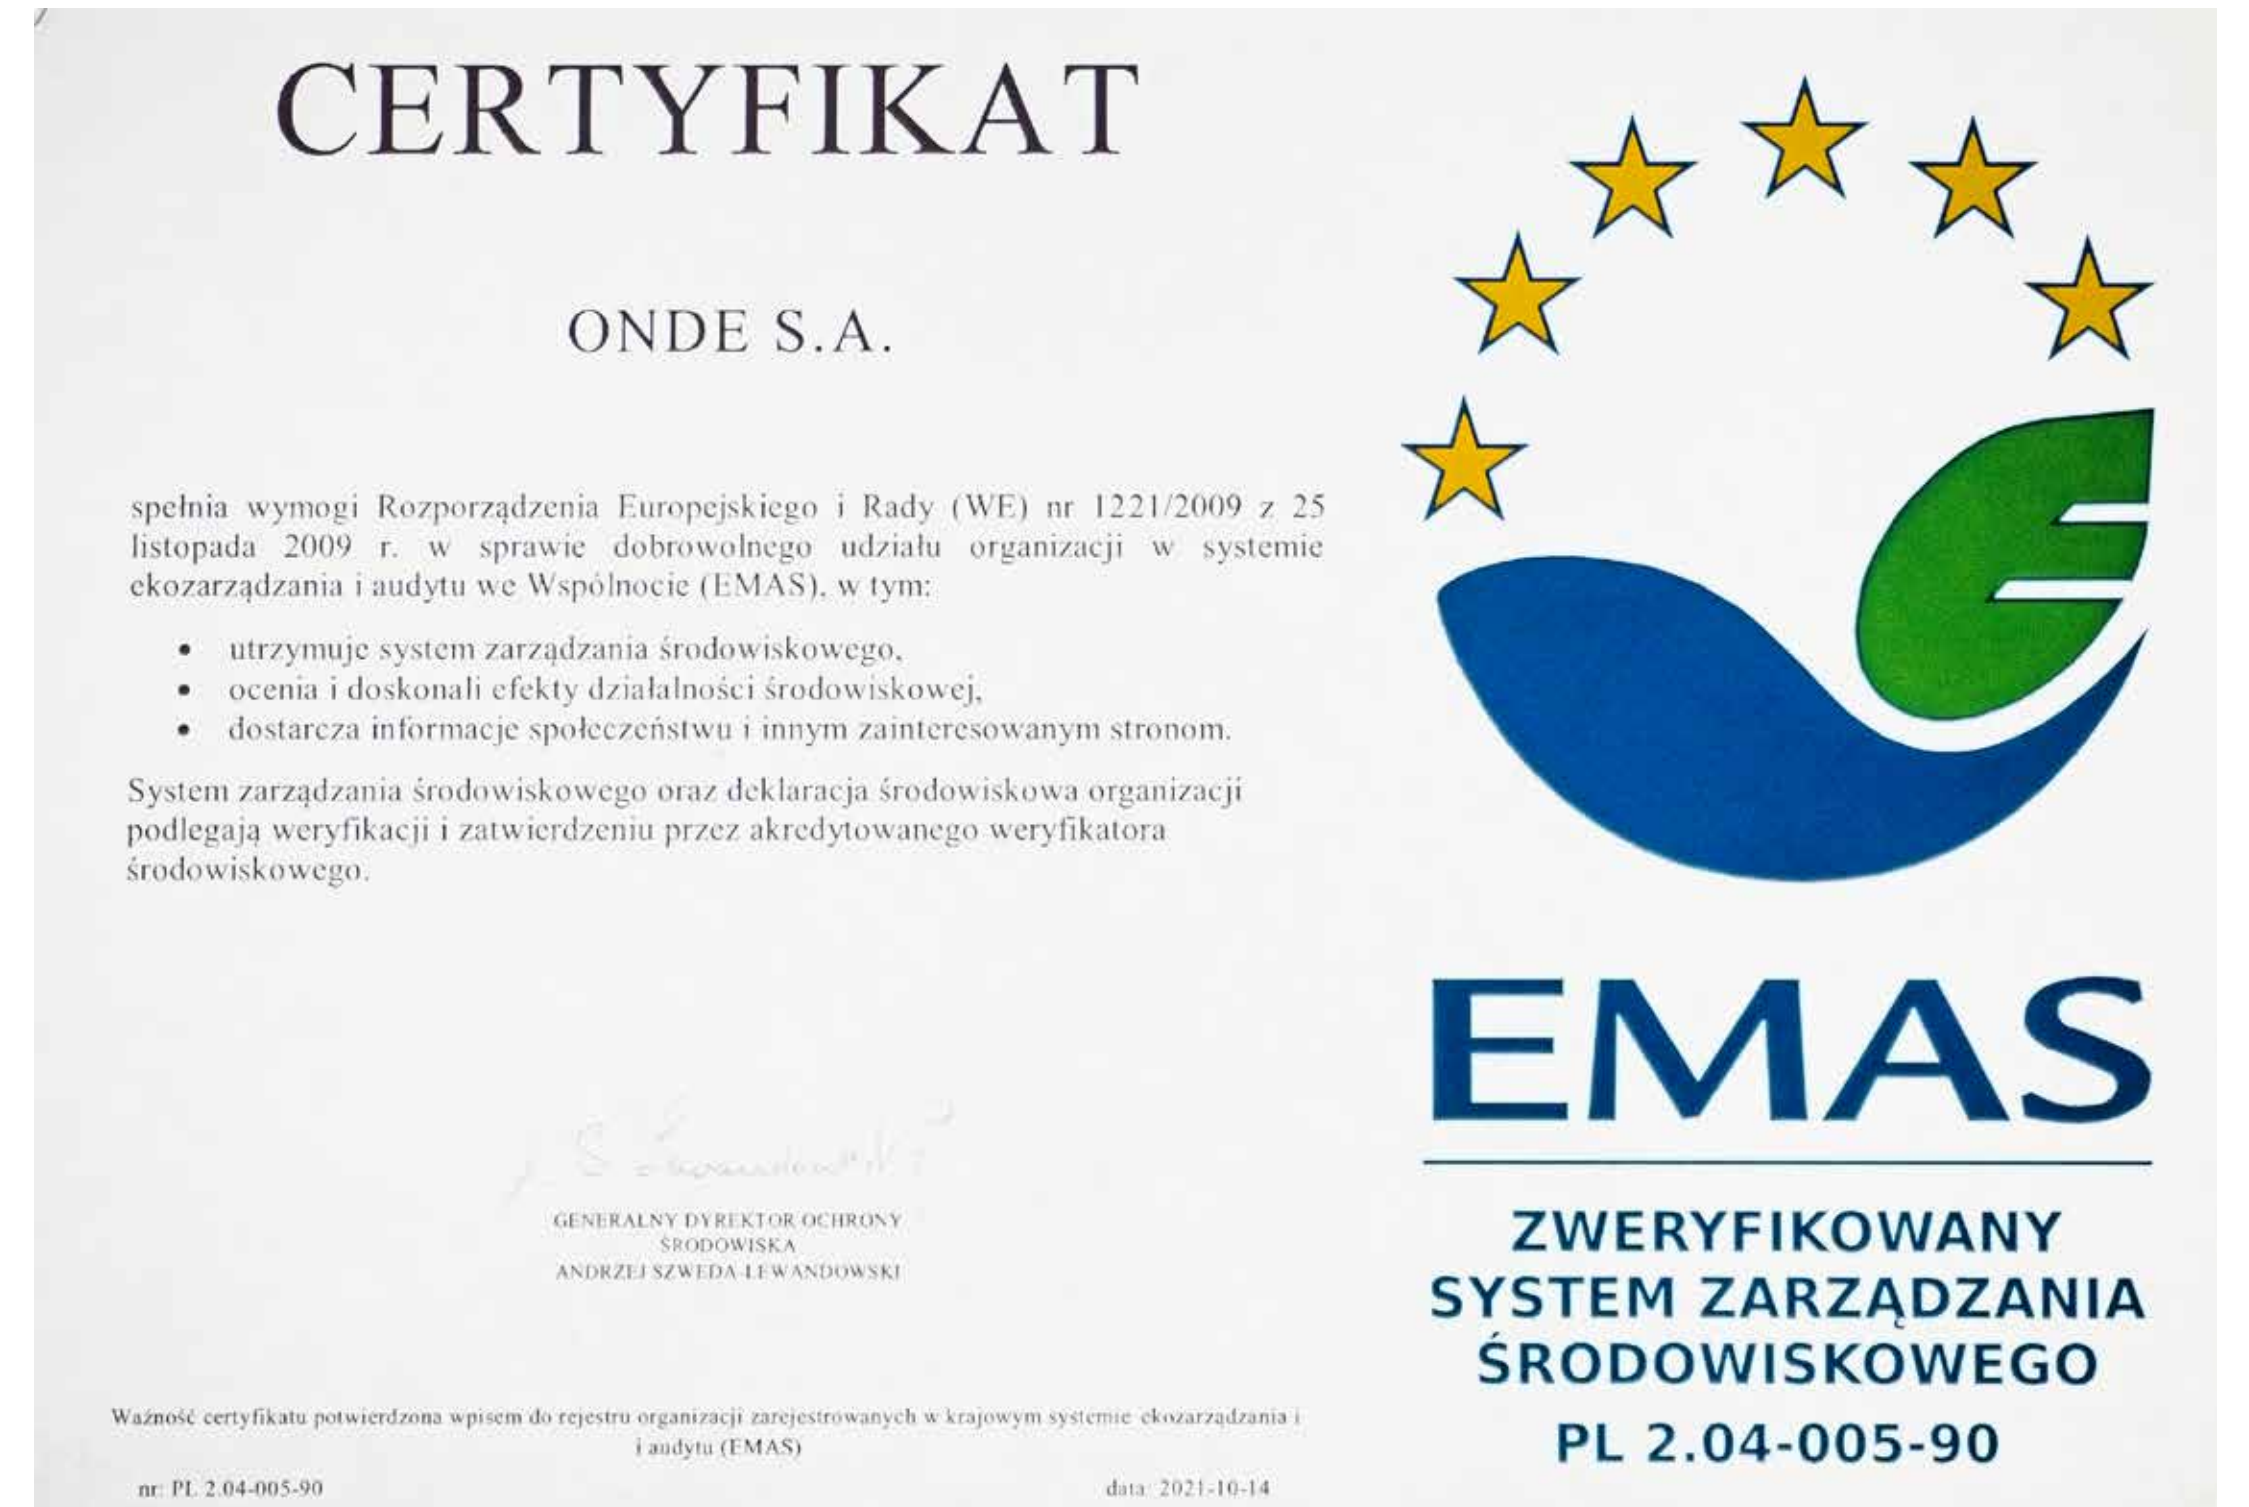 CERTYFIKAT
ONDE S.A.
spełnia wymogi Rozporządzenia Europejskiego i Rady (WE) nr 1221/2009 z 25
listopada 2009 r. w sprawie dobrowolnego udziału organizacji w systemie
ekozarządzania i audytu we Wspólnocie (EMAS), w tym:
• utrzymuje system zarządzania środowiskowego,
• ocenia i doskonali efekty działalności środowiskowej,
• dostarcza informacje społeczeństwu i innym zainteresowanym stronom.
System zarządzania środowiskowego oraz deklaracja środowiskowa organizacji
podlegają weryfikacji i zatwierdzeniu przez akredytowanego weryfikatora
środowiskowego.
GENERALNY DYREKTOR OCHRONY
ŚRODOWISKA
ANDRZEJ SZWEDA-LEWANDOWSKI
Ważność certyfikatu potwierdzona wpisem do rejestru organizacji zarejestrowanych w krajowym systemie ekozarządzania i
i audytu (EMAS)
nr: PL 2.04-005-90
data: 2021-10-14
EMAS
ZWERYFIKOWANY
SYSTEM ZARZĄDZANIA
ŚRODOWISKOWEGO
PL 2.04-005-90